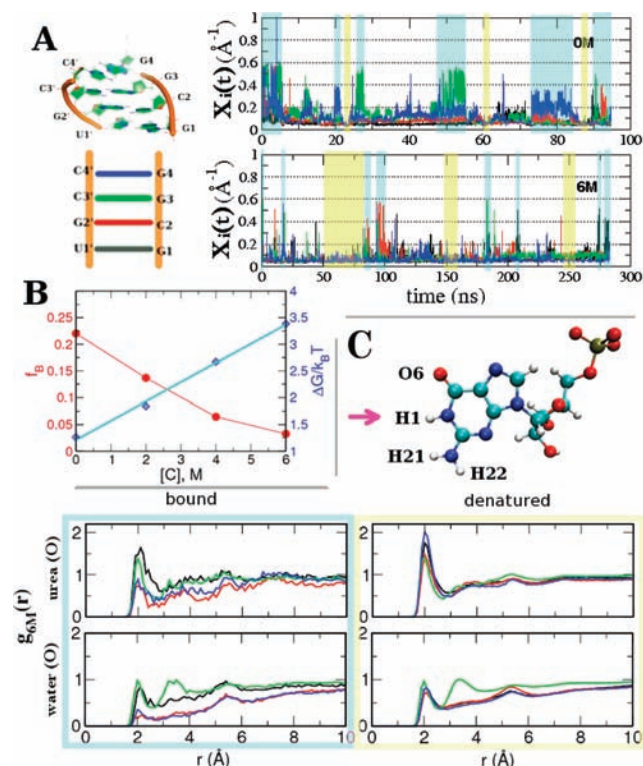 A
C4' G4
C3' G3
G2' C2
U1' G1
C4' G4
C3' G3
G2' C2
U1' G1
Xi(t) (Å⁻¹)
1
0.8
0.6
0.4
0.2
0
0M
0 20 40 60 80 100
Xi(t) (Å⁻¹)
1
0.8
0.6
0.4
0.2
0
6M
0 50 100 150 200 250 300
time (ns)
B
fB
0.25
0.2
0.15
0.1
0.05
0
4
3.5
3
2.5
2
1.5
1
ΔG/kBT
0 2 4 6
[C], M
C
O6
H1
H21
H22
bound
denatured
g6M(r)
urea (O)
2
1
0
2
1
0
water (O)
2
1
0
2
1
0
0 2 4 6 8 10
0 2 4 6 8 10
r (Å)
r (Å)